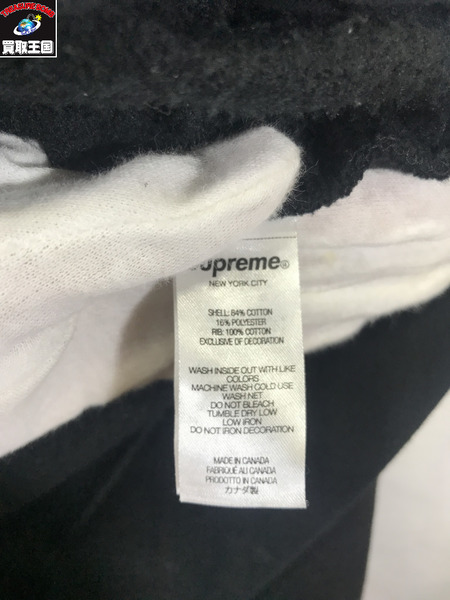 買取王国
Supreme®
NEW YORK CITY
SHELL: 84% COTTON
16% POLYESTER
RIB: 100% COTTON
EXCLUSIVE OF DECORATION
WASH INSIDE OUT WITH LIKE
COLORS
MACHINE WASH COLD USE
WASH NET
DO NOT BLEACH
TUMBLE DRY LOW
LOW IRON
DO NOT IRON DECORATION
MADE IN CANADA
FABRIQUÉ AU CANADA
PRODOTTO IN CANADA
カナダ製